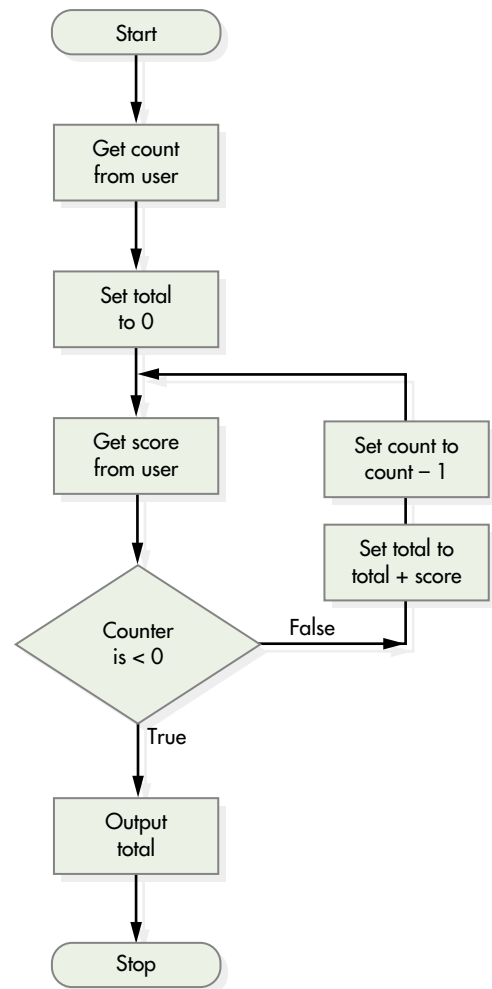 Start
Get count
from user
Set total
to 0
Get score
from user
Set count to
count – 1
Set total to
total + score
Counter
is < 0
False
True
Output
total
Stop